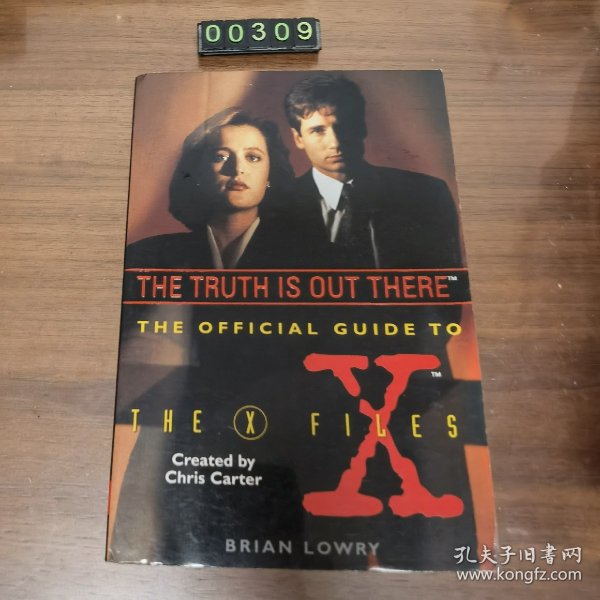 00309
THE TRUTH IS OUT THERE™
THE OFFICIAL GUIDE TO
X™
THE X FILES
Created by
Chris Carter
BRIAN LOWRY
孔夫子旧書网
www.kongfz.com